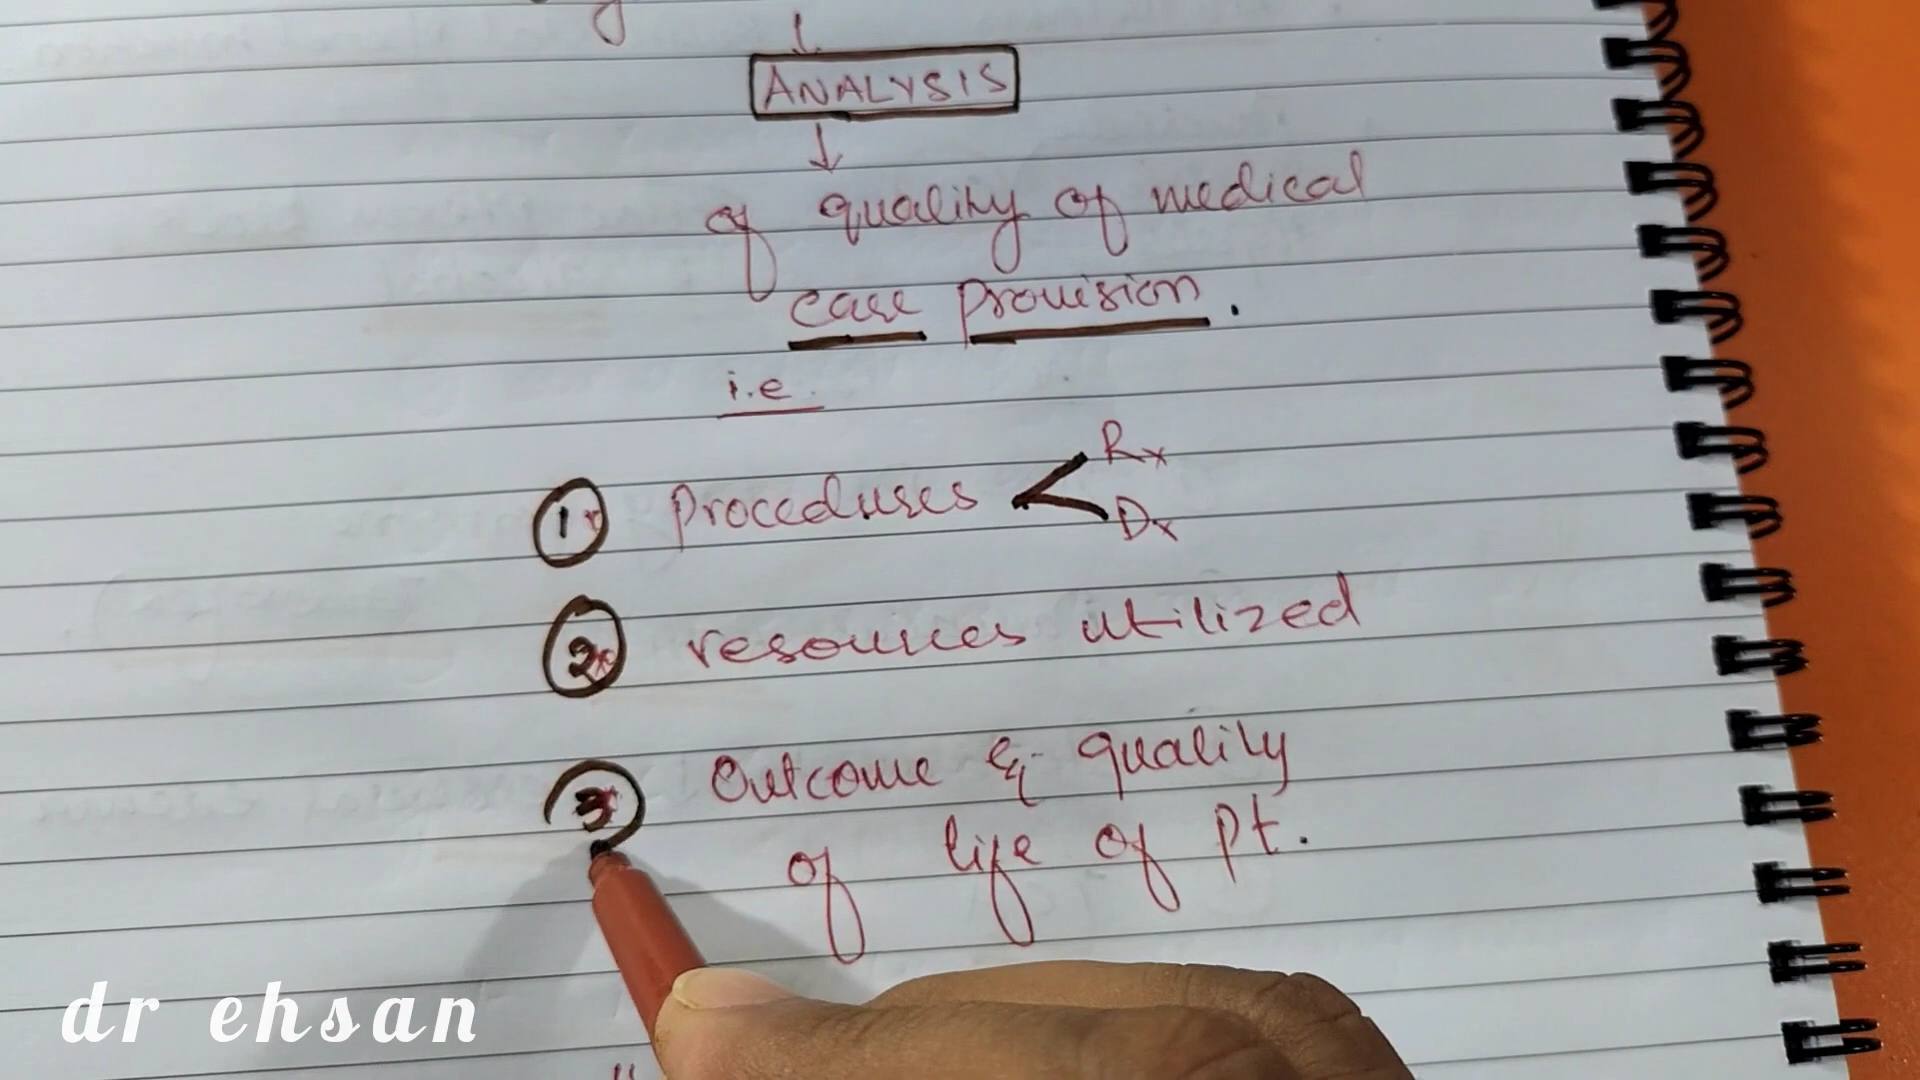 ANALYSIS
of quality of medical
care provision.
i.e.
1. Procedures < Rx
Dx
2. resources utilized
3. Outcome & quality
of life of pt.
dr ehsan